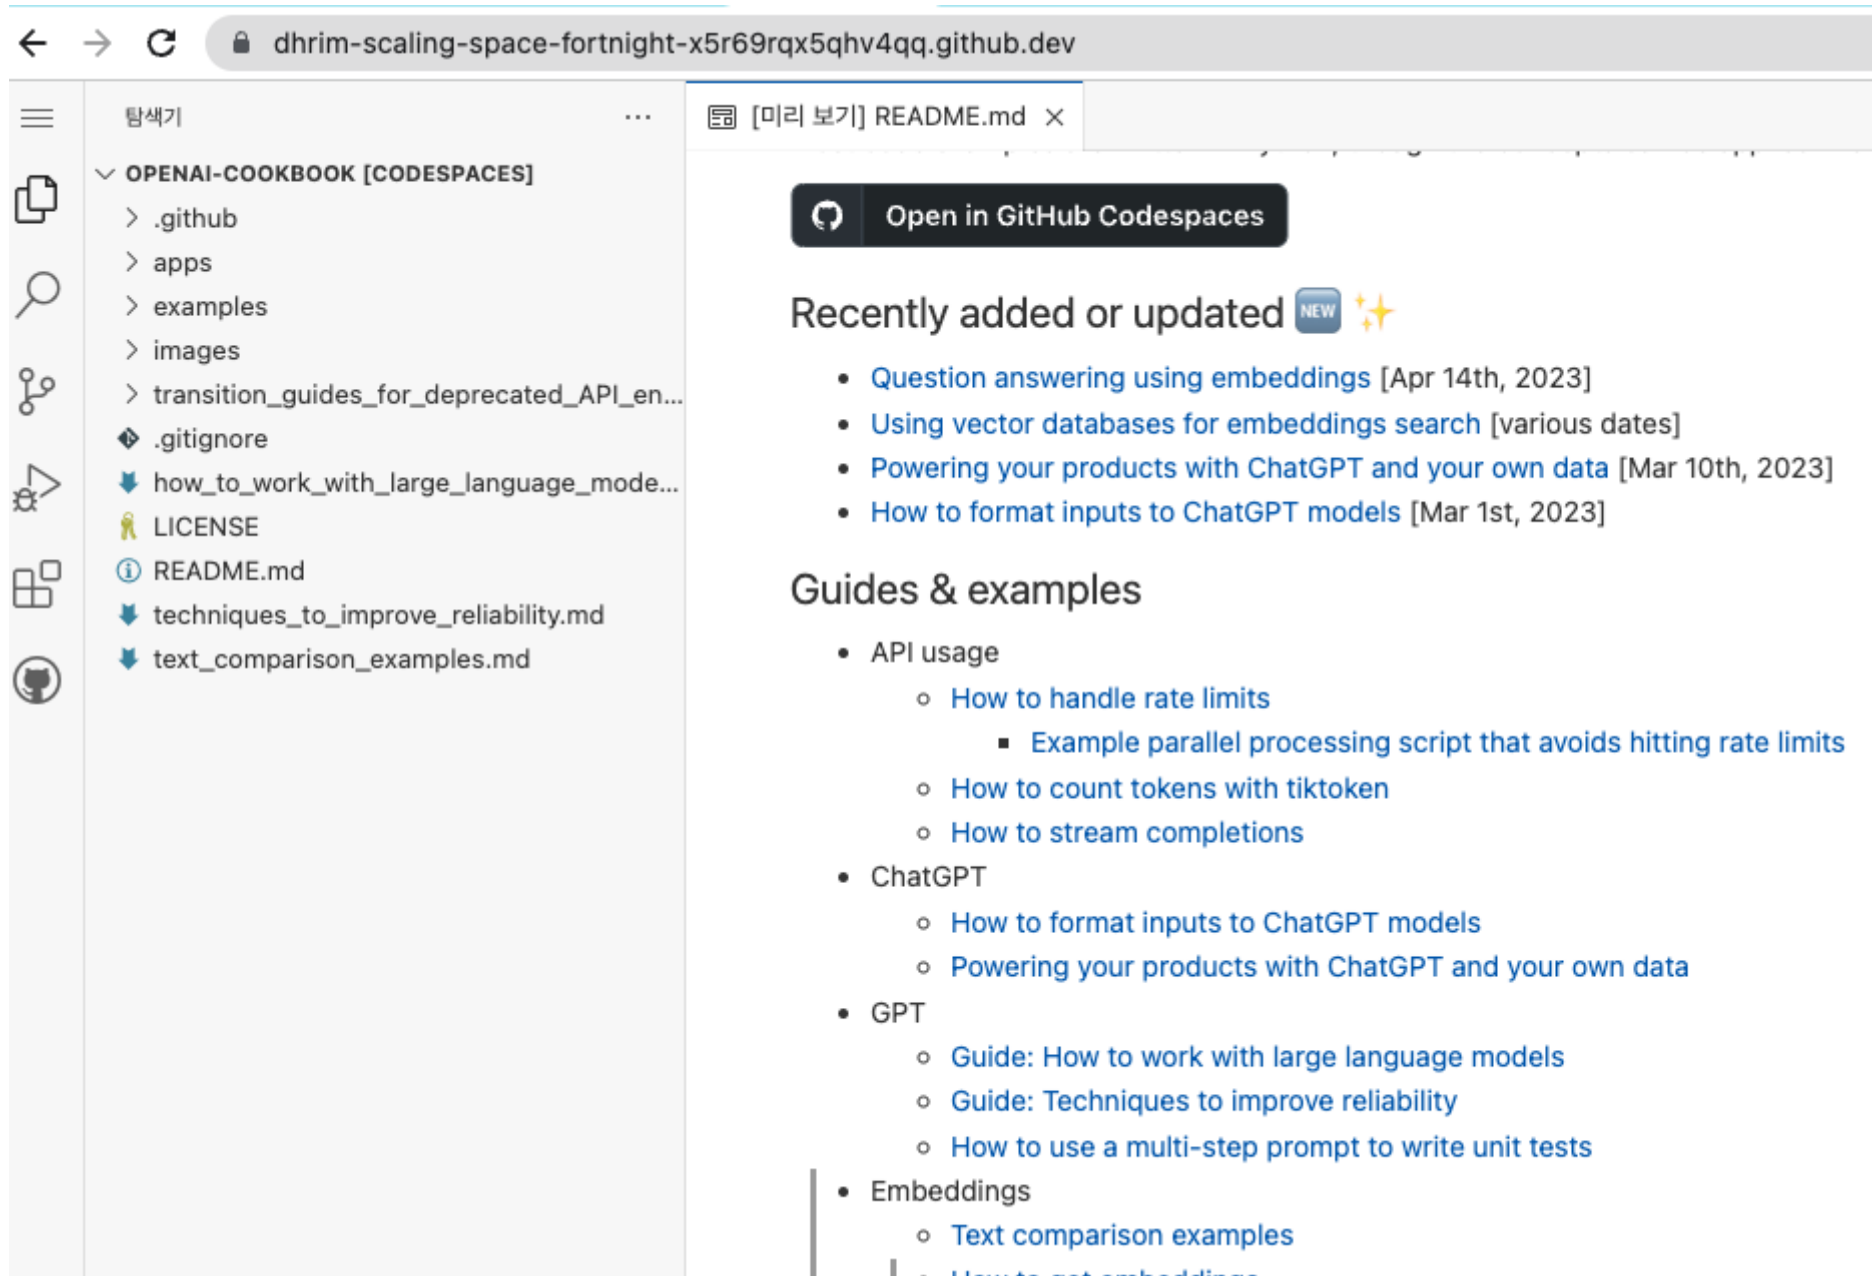 dhrim-scaling-space-fortnight-x5r69rqx5qhv4qq.github.dev
탐색기
OPENAI-COOKBOOK [CODESPACES]
.github
apps
examples
images
transition_guides_for_deprecated_API_en...
.gitignore
how_to_work_with_large_language_mode...
LICENSE
README.md
techniques_to_improve_reliability.md
text_comparison_examples.md
[미리 보기] README.md
Open in GitHub Codespaces
Recently added or updated NEW
Question answering using embeddings [Apr 14th, 2023]
Using vector databases for embeddings search [various dates]
Powering your products with ChatGPT and your own data [Mar 10th, 2023]
How to format inputs to ChatGPT models [Mar 1st, 2023]
Guides & examples
API usage
How to handle rate limits
Example parallel processing script that avoids hitting rate limits
How to count tokens with tiktoken
How to stream completions
ChatGPT
How to format inputs to ChatGPT models
Powering your products with ChatGPT and your own data
GPT
Guide: How to work with large language models
Guide: Techniques to improve reliability
How to use a multi-step prompt to write unit tests
Embeddings
Text comparison examples
How to get embeddings